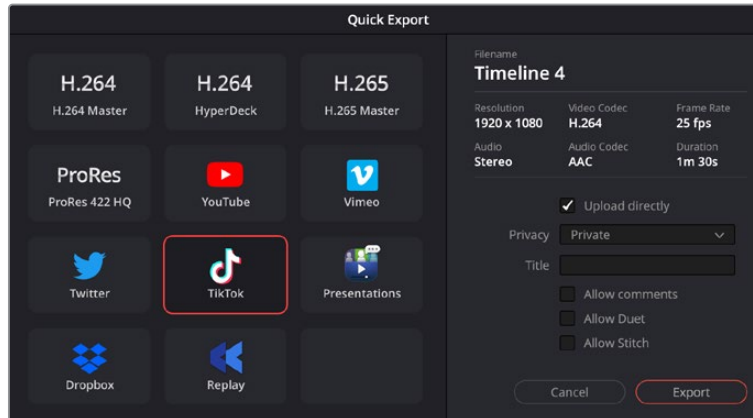 Quick Export
H.264
H.264 Master
H.264
HyperDeck
H.265
H.265 Master
ProRes
ProRes 422 HQ
YouTube
Vimeo
Twitter
TikTok
Presentations
Dropbox
Replay
Filename
Timeline 4
Resolution Video Codec Frame Rate
1920 x 1080 H.264 25 fps
Audio Audio Codec Duration
Stereo AAC 1m 30s
Upload directly
Privacy Private
Title
Allow comments
Allow Duet
Allow Stitch
Cancel Export